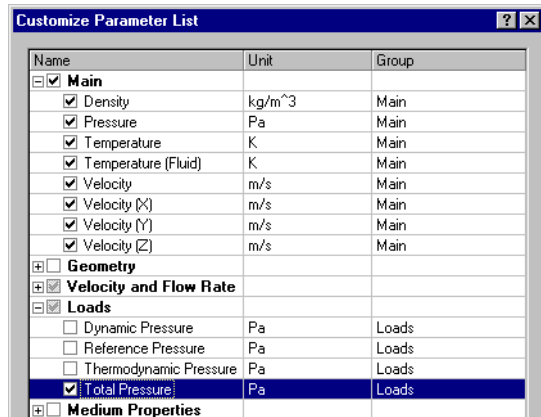 Customize Parameter List
Name Unit Group
Main
Density kg/m^3 Main
Pressure Pa Main
Temperature K Main
Temperature (Fluid) K Main
Velocity m/s Main
Velocity (X) m/s Main
Velocity (Y) m/s Main
Velocity (Z) m/s Main
Geometry
Velocity and Flow Rate
Loads
Dynamic Pressure Pa Loads
Reference Pressure Pa Loads
Thermodynamic Pressure Pa Loads
Total Pressure Pa Loads
Medium Properties